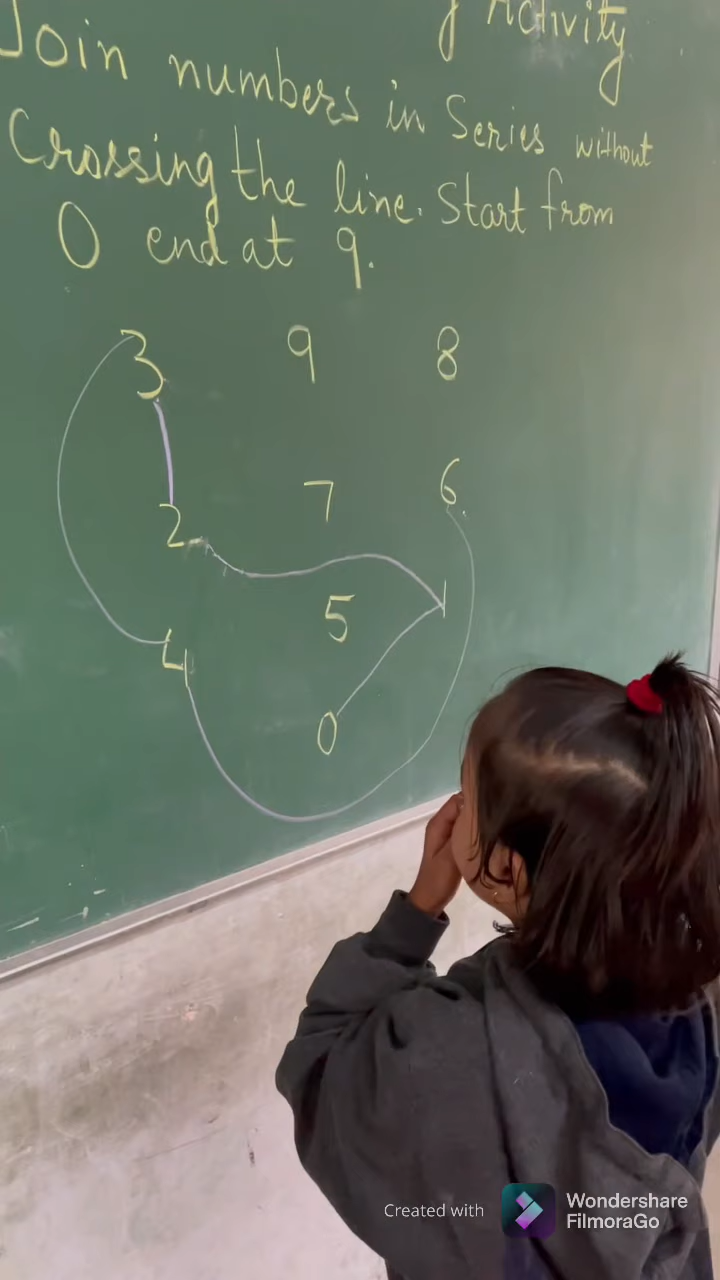 g Activity
Join numbers in Series without
Crossing the line. Start from
0 end at 9.
3 9 8
2 7 6
5 1
4 0
Created with Wondershare
FilmoraGo